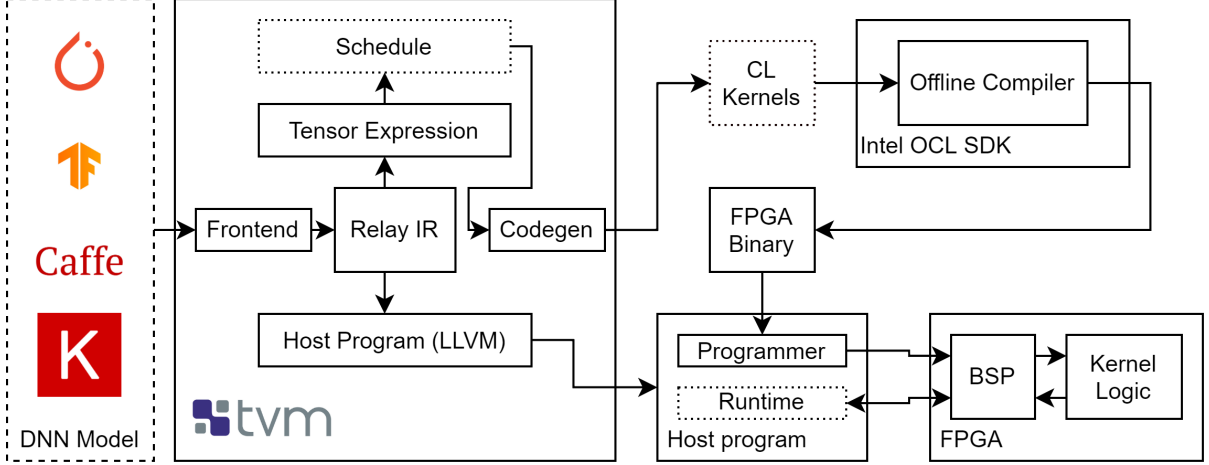 Caffe
K
DNN Model
Schedule
Tensor Expression
Frontend
Relay IR
Codegen
Host Program (LLVM)
tvm
CL
Kernels
Offline Compiler
Intel OCL SDK
FPGA
Binary
Programmer
Runtime
Host program
BSP
Kernel
Logic
FPGA